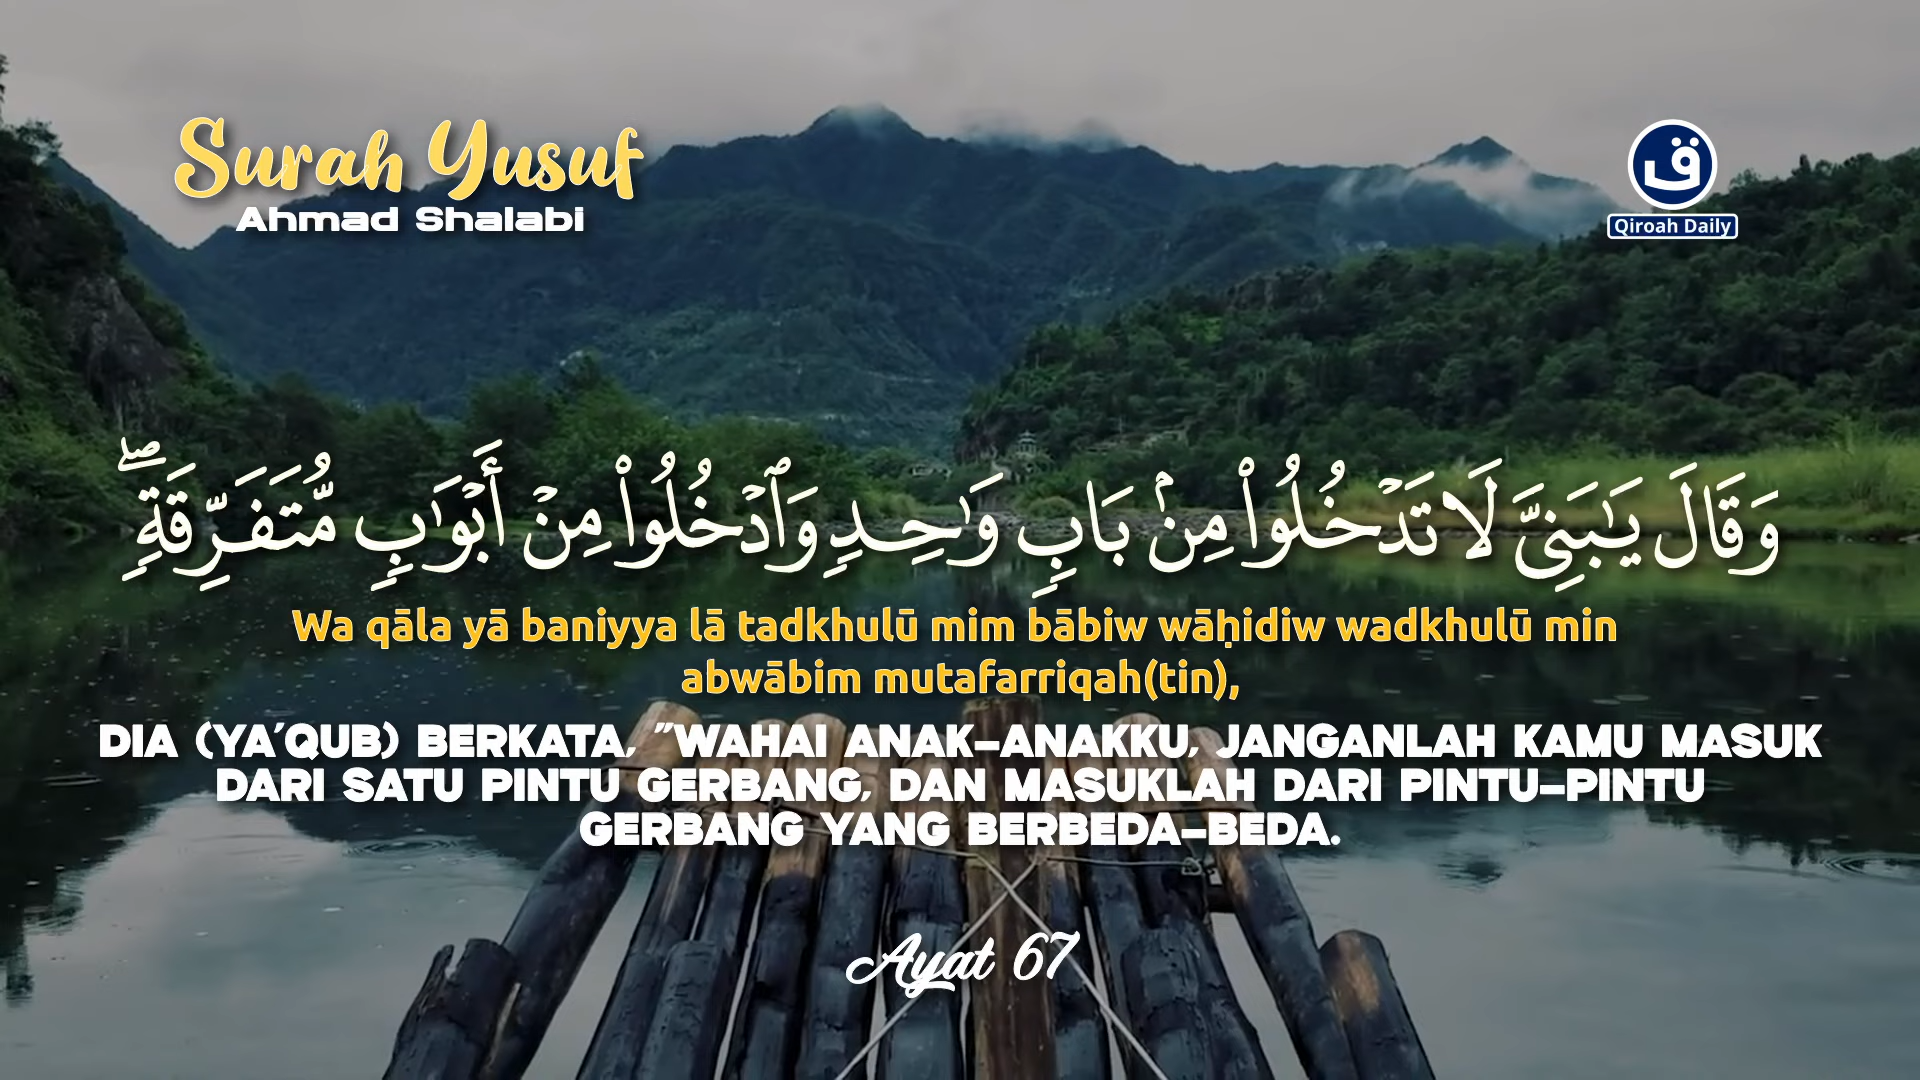 Surah Yusuf
Ahmad Shalabi
ق
Qiroah Daily
وَقَالَ يَـٰبَنِىَّ لَا تَدۡخُلُوا۟ مِنۢ بَابٍ وَٰحِدٍ وَٱدۡخُلُوا۟ مِنۡ أَبۡوَٰبٍ مُّتَفَرِّقَةٍۖ
Wa qāla yā baniyya lā tadkhulū mim bābiw wāḥidiw wadkhulū min
abwābim mutafarriqah(tin),
DIA (YA'QUB) BERKATA, "WAHAI ANAK-ANAKKU, JANGANLAH KAMU MASUK
DARI SATU PINTU GERBANG, DAN MASUKLAH DARI PINTU-PINTU
GERBANG YANG BERBEDA-BEDA.
Ayat 67